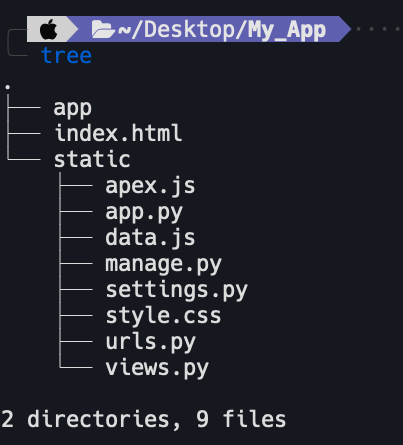 ~/Desktop/My_App
tree
.
├── app
├── index.html
└── static
    ├── apex.js
    ├── app.py
    ├── data.js
    ├── manage.py
    ├── settings.py
    ├── style.css
    ├── urls.py
    └── views.py
2 directories, 9 files